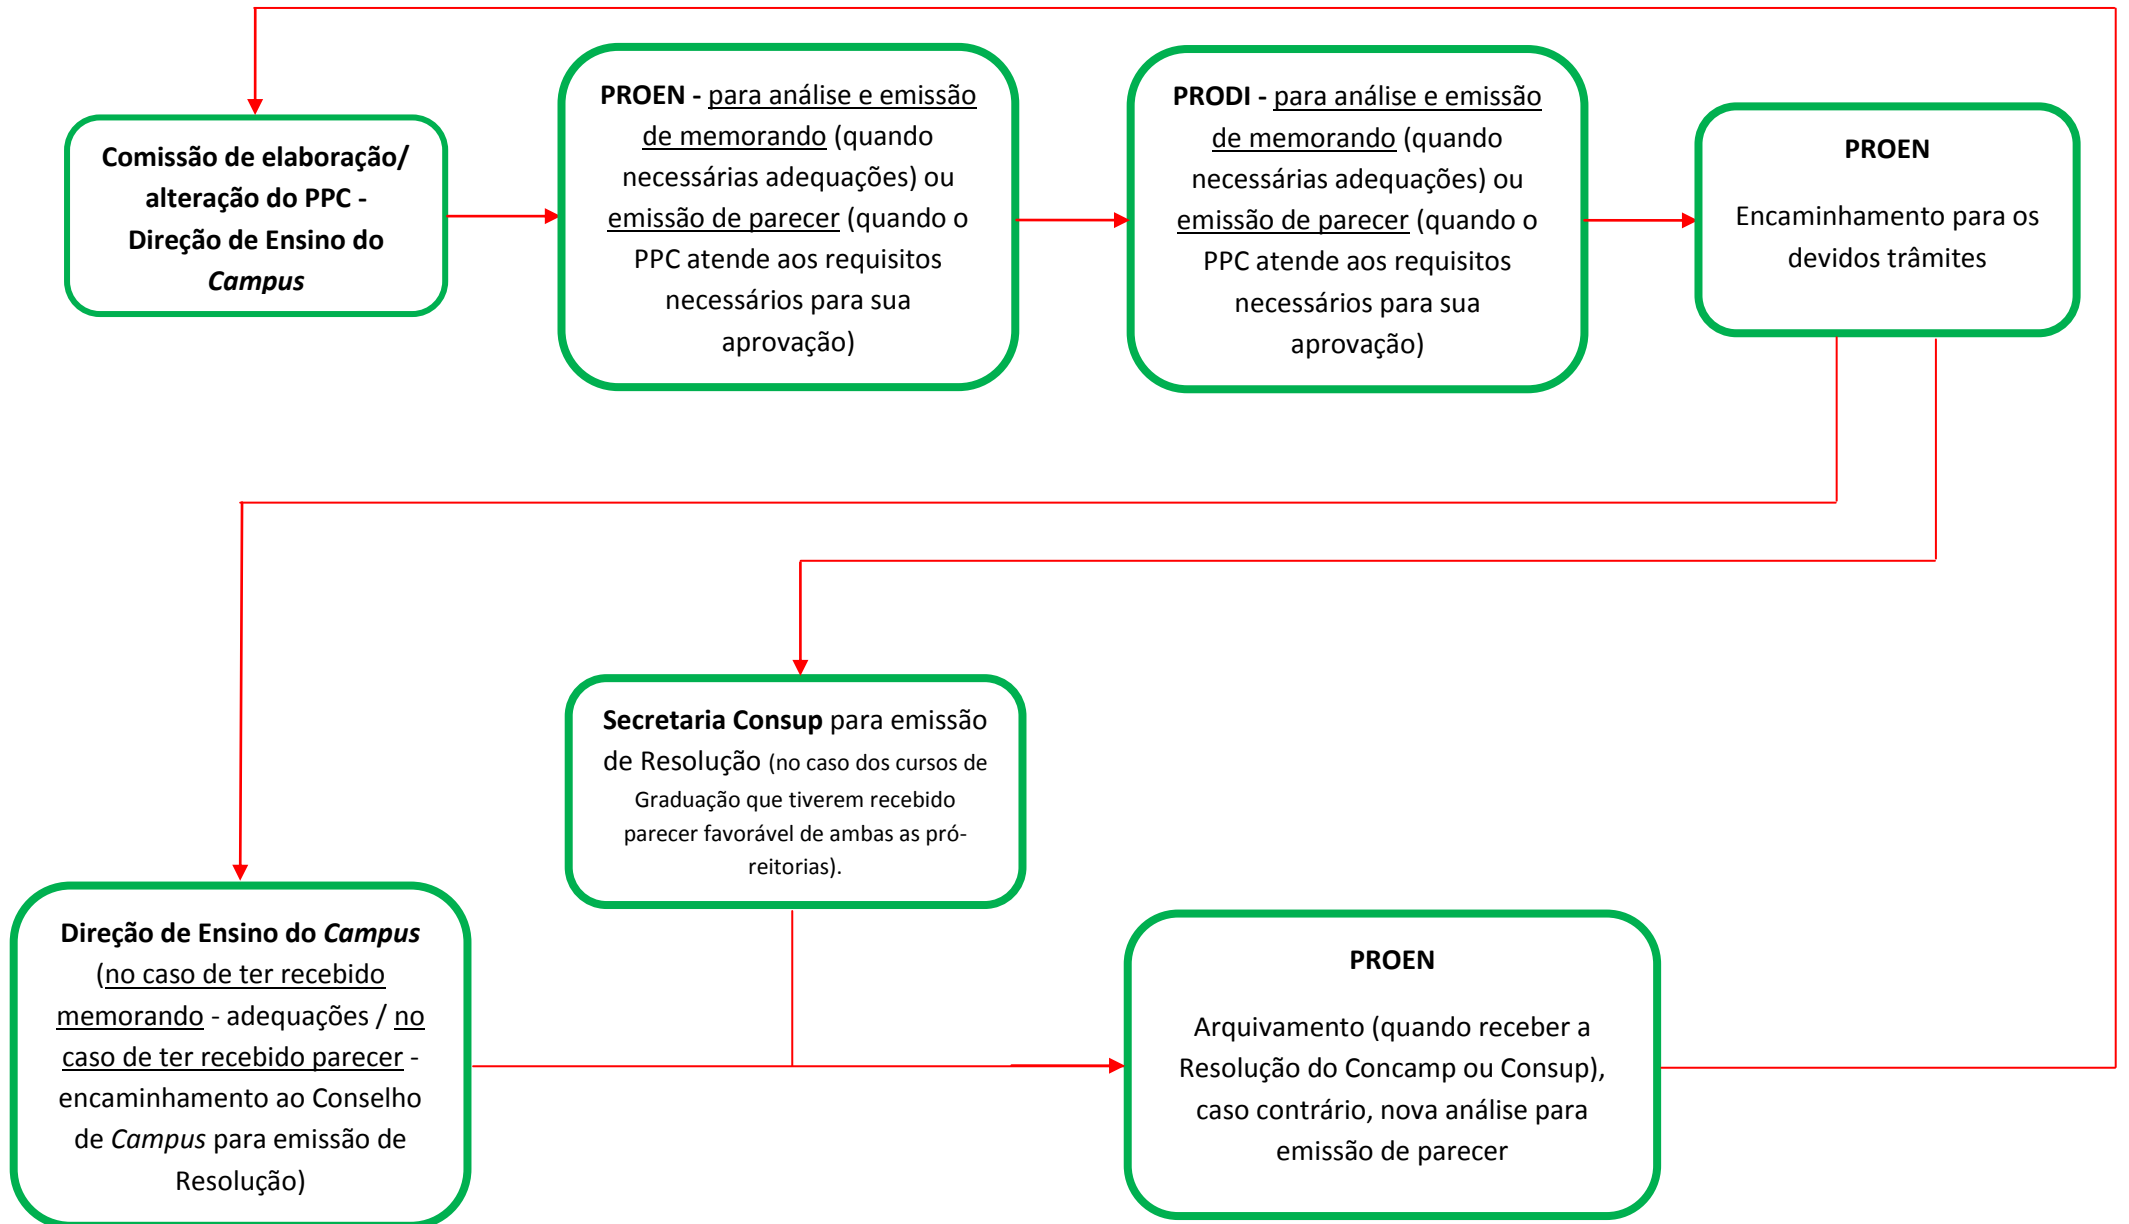 Comissão de elaboração/
alteração do PPC -
Direção de Ensino do
Campus
PROEN - para análise e emissão
de memorando (quando
necessárias adequações) ou
emissão de parecer (quando o
PPC atende aos requisitos
necessários para sua
aprovação)
PRODI - para análise e emissão
de memorando (quando
necessárias adequações) ou
emissão de parecer (quando o
PPC atende aos requisitos
necessários para sua
aprovação)
PROEN
Encaminhamento para os
devidos trâmites
Secretaria Consup para emissão
de Resolução (no caso dos cursos de
Graduação que tiverem recebido
parecer favorável de ambas as pró-
reitorias).
Direção de Ensino do Campus
(no caso de ter recebido
memorando - adequações / no
caso de ter recebido parecer -
encaminhamento ao Conselho
de Campus para emissão de
Resolução)
PROEN
Arquivamento (quando receber a
Resolução do Concamp ou Consup),
caso contrário, nova análise para
emissão de parecer